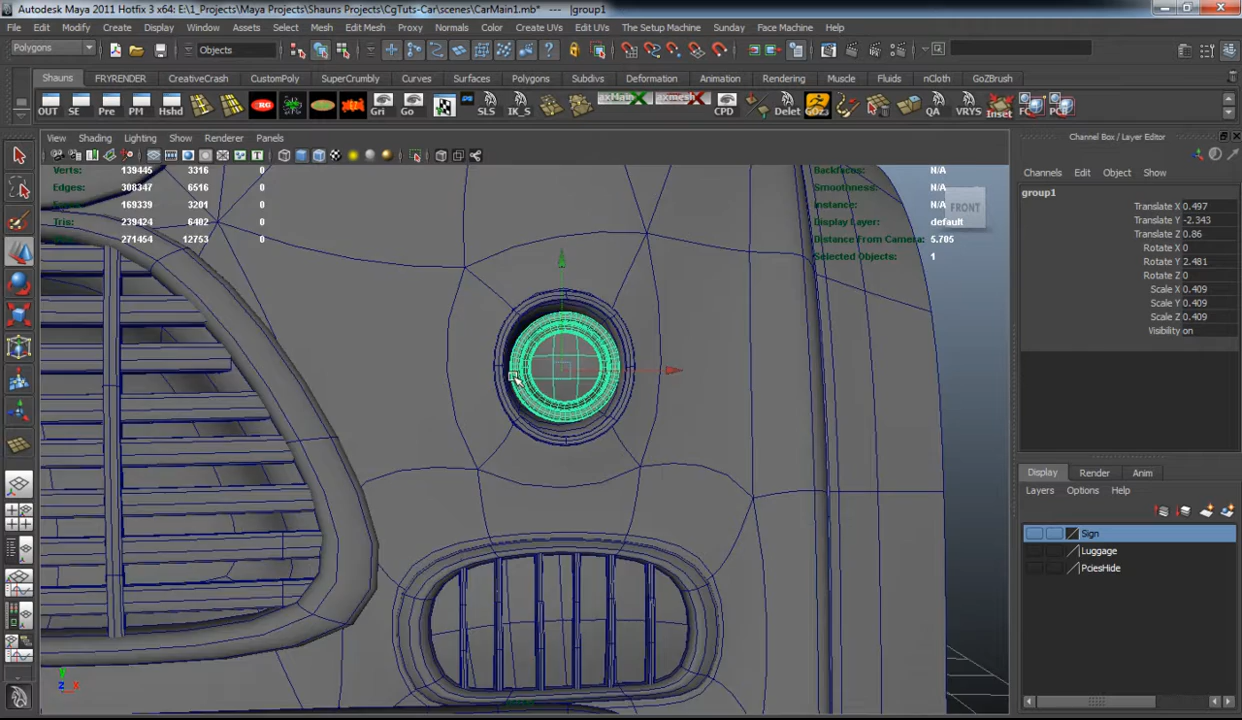 Autodesk Maya 2011 Hotfix 3 x64: E:\1_Projects\Maya Projects\Shauns Projects\CgTuts-Car\scenes\CarMain1.mb* --- |group1
File Edit Modify Create Display Window Assets Select Mesh Edit Mesh Proxy Normals Color Create UVs Edit UVs The Setup Machine Sunday FaceMachine Help
Polygons Objects
Shauns FRYRENDER CreativeCrash CustomPoly SuperCrumbly Curves Surfaces Polygons Subdivs Deformation Animation Rendering Muscle Fluids nCloth GoZBrush
OUT SE Pre PM Hshd RG Gri Go SLS IK_S axMain axmesh CPD Delet GoZ QA VRYS Inset FC PCB
View Shading Lighting Show Renderer Panels
Channel Box / Layer Editor
Channels Edit Object Show
Verts: 139445 3316 0
Edges: 308347 6516 0
169339 3201 0
Tris: 239424 6402 0
271454 12753 0
Backfaces: N/A
Smoothness: N/A
Instance: N/A
Display Layer: default
Distance From Camera: 5.705
Selected Objects: 1
FRONT
group1
Translate X 0.497
Translate Y -2.343
Translate Z 0.86
Rotate X 0
Rotate Y 2.481
Rotate Z 0
Scale X 0.409
Scale Y 0.409
Scale Z 0.409
Visibility on
Display Render Anim
Layers Options Help
Sign
Luggage
PciesHide
y
z x